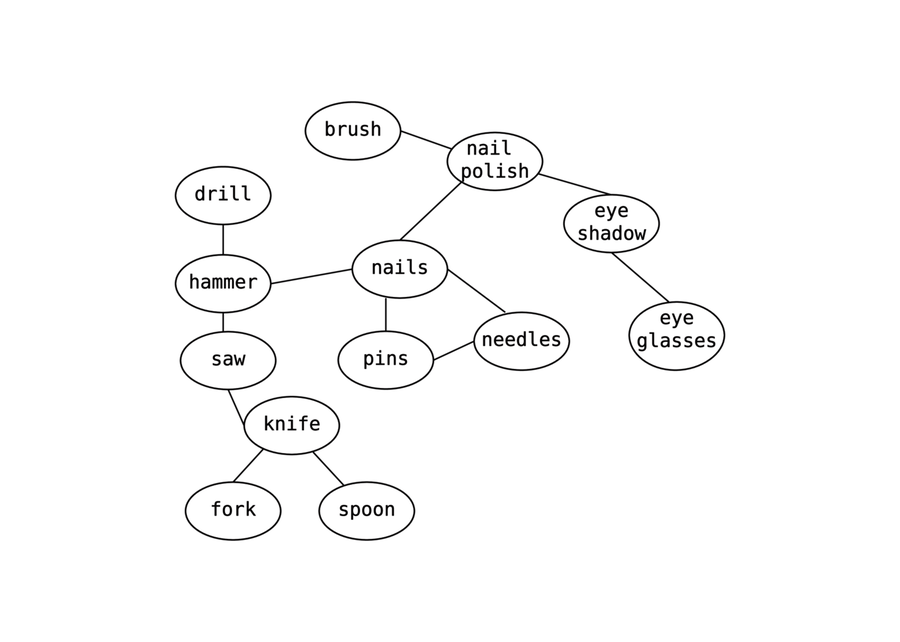 brush
nail
polish
drill
eye
shadow
hammer
nails
eye
glasses
needles
saw
pins
knife
fork
spoon